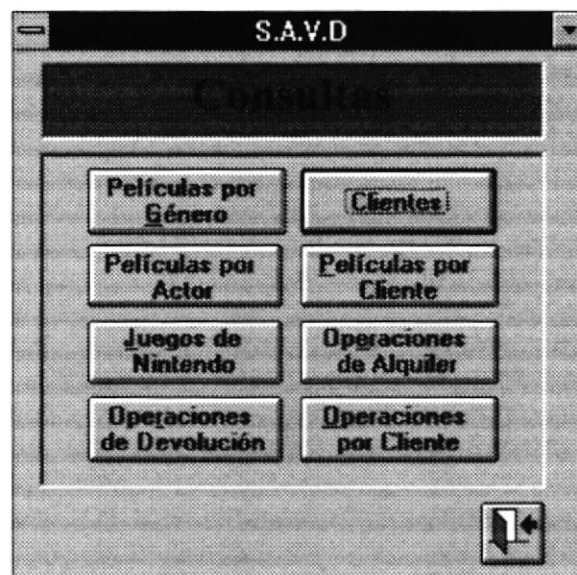 S.A.V.D
Consultas
Películas por
Género
Clientes
Películas por
Actor
Películas por
Cliente
Juegos de
Nintendo
Operaciones
de Alquiler
Operaciones
de Devolución
Operaciones
por Cliente